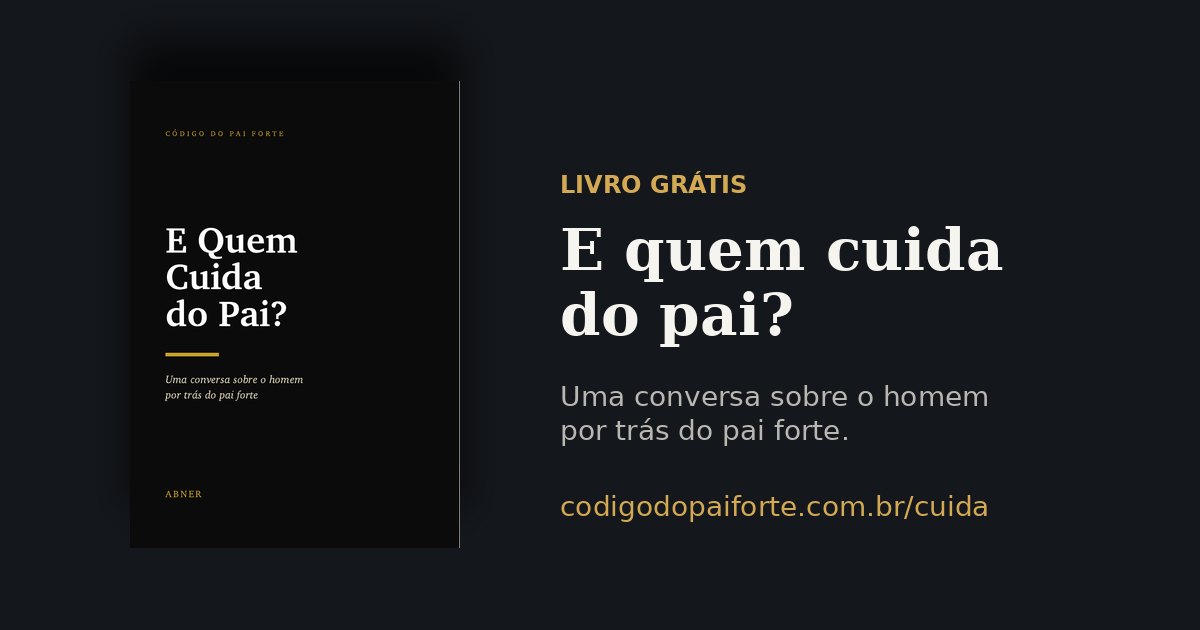 CÓDIGO DO PAI FORTE
E Quem
Cuida
do Pai?
Uma conversa sobre o homem
por trás do pai forte
ABNER
LIVRO GRÁTIS
E quem cuida
do pai?
Uma conversa sobre o homem
por trás do pai forte.
codigodopaiforte.com.br/cuida